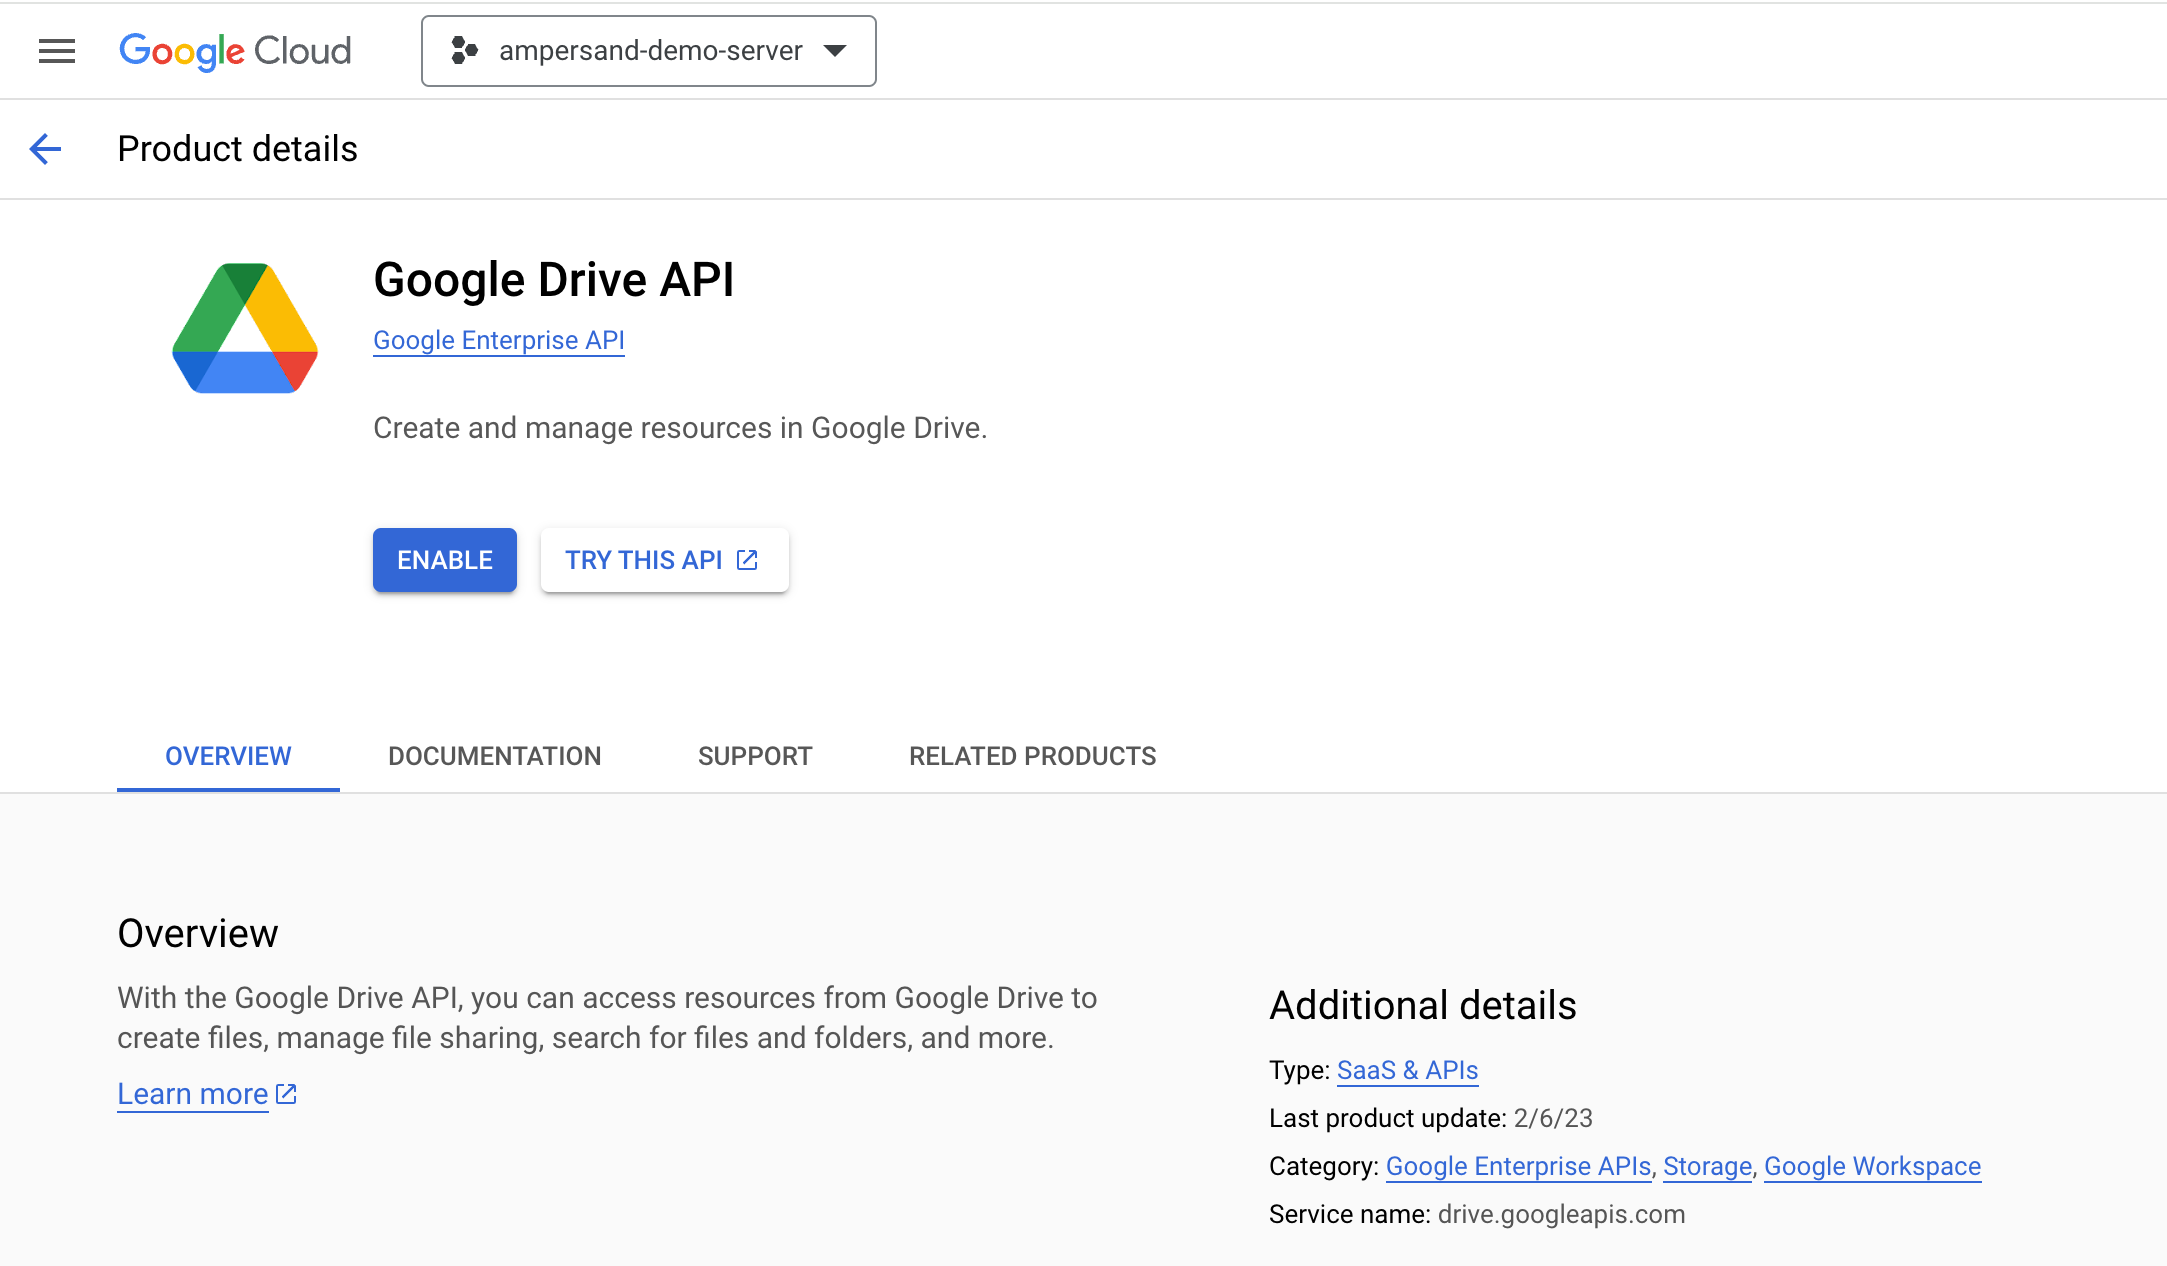 Google Cloud
ampersand-demo-server
Product details
Google Drive API
Google Enterprise API
Create and manage resources in Google Drive.
ENABLE
TRY THIS API
OVERVIEW DOCUMENTATION SUPPORT RELATED PRODUCTS
Overview
With the Google Drive API, you can access resources from Google Drive to
create files, manage file sharing, search for files and folders, and more.
Learn more
Additional details
Type: SaaS & APIs
Last product update: 2/6/23
Category: Google Enterprise APIs, Storage, Google Workspace
Service name: drive.googleapis.com